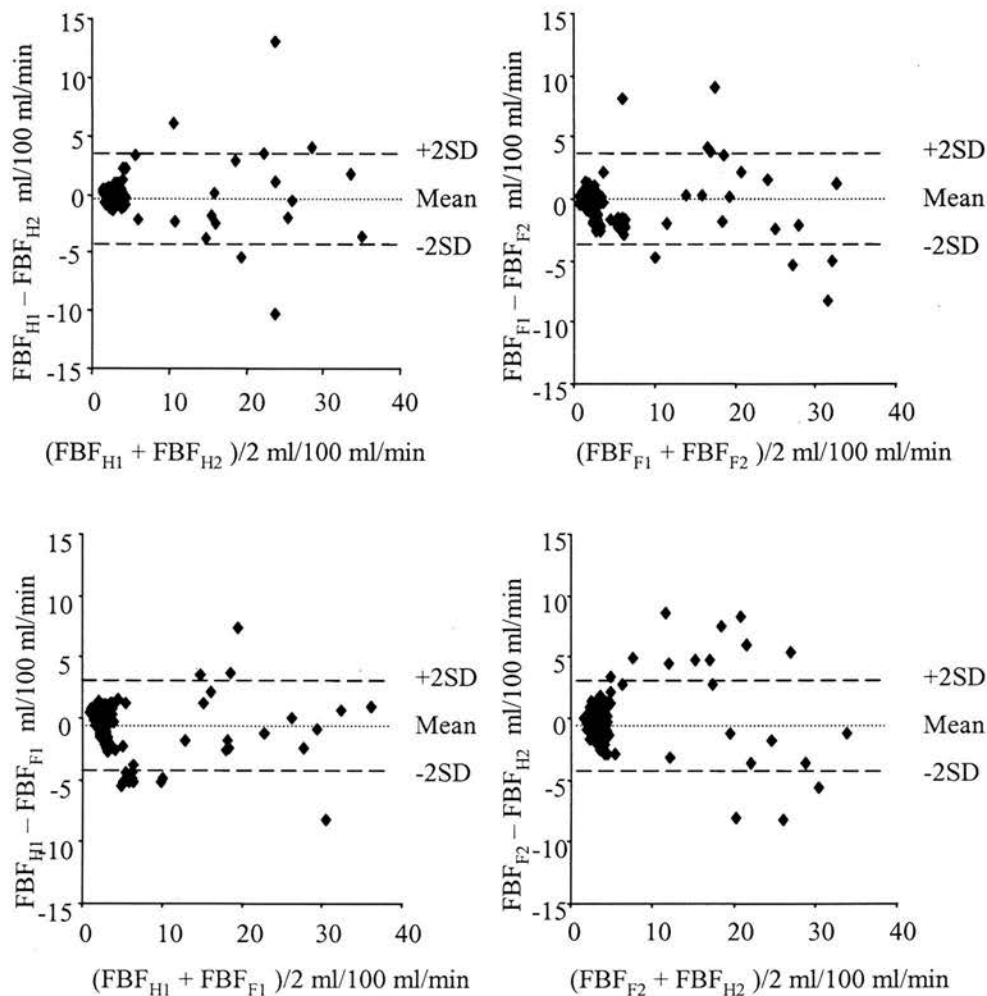 15
10
5
0
-5
-10
-15
FBF_H1 – FBF_H2 ml/100 ml/min
+2SD
Mean
-2SD
0 10 20 30 40
(FBF_H1 + FBF_H2 )/2 ml/100 ml/min
15
10
5
0
-5
-10
-15
FBF_F1 – FBF_F2 ml/100 ml/min
+2SD
Mean
-2SD
0 10 20 30 40
(FBF_F1 + FBF_F2 )/2 ml/100 ml/min
15
10
5
0
-5
-10
-15
FBF_H1 – FBF_F1 ml/100 ml/min
+2SD
Mean
-2SD
0 10 20 30 40
(FBF_H1 + FBF_F1 )/2 ml/100 ml/min
15
10
5
0
-5
-10
-15
FBF_F2 – FBF_H2 ml/100 ml/min
+2SD
Mean
-2SD
0 10 20 30 40
(FBF_F2 + FBF_H2 )/2 ml/100 ml/min